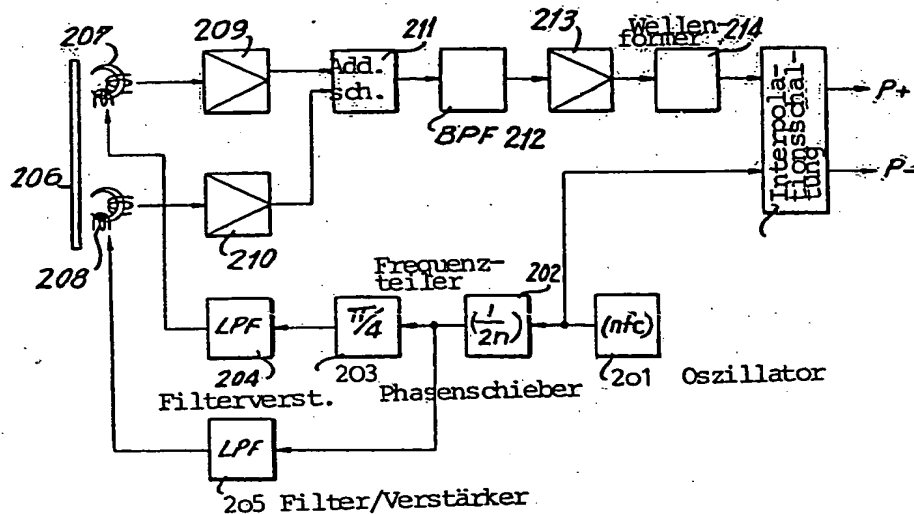 207
209
211
213
Wellen-
former 214
Add.
sch.
BPF 212
Interpola-
tionsschal-
tung
P+
P-
206
208
210
Frequenz-
teiler 202
LPF
π/4
(1/2n)
(nfc)
204
203
201 Oszillator
Filterverst.
Phasenschieber
LPF
205 Filter/Verstärker